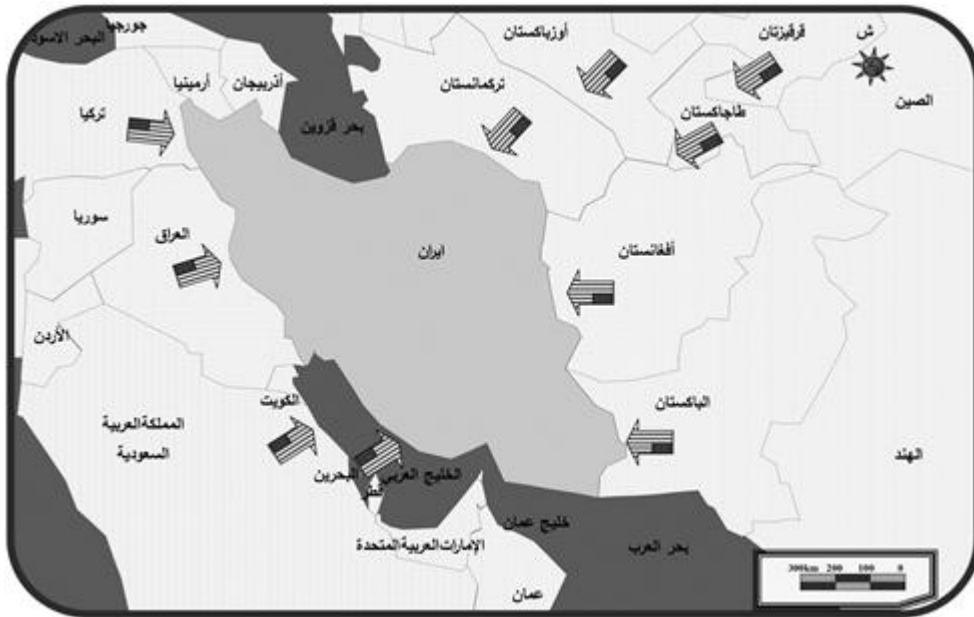 جورجيا
البحر الاسود
أوزباكستان
قرقيزتان
ش
أرمينيا
أذربيجان
تركمانستان
الصين
تركيا
طاجاكستان
بحر قزوين
سوريا
العراق
ايران
أفغانستان
الأردن
الكويت
الباكستان
المملكة العربية
السعودية
الهند
البحرين
الخليج العربي
قطر
خليج عمان
الإمارات العربية المتحدة
بحر العرب
عمان
300km 200 100 0